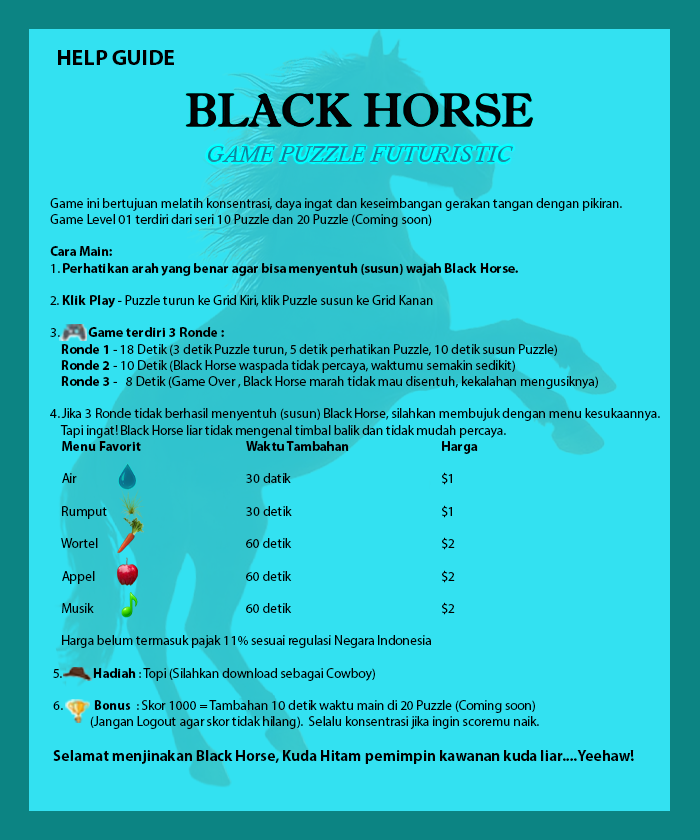 HELP GUIDE
BLACK HORSE
GAME PUZZLE FUTURISTIC
Game ini bertujuan melatih konsentrasi, daya ingat dan keseimbangan gerakan tangan dengan pikiran.
Game Level 01 terdiri dari seri 10 Puzzle dan 20 Puzzle (Coming soon)
Cara Main:
1. Perhatikan arah yang benar agar bisa menyentuh (susun) wajah Black Horse.
2. Klik Play - Puzzle turun ke Grid Kiri, klik Puzzle susun ke Grid Kanan
3. Game terdiri 3 Ronde :
Ronde 1 - 18 Detik (3 detik Puzzle turun, 5 detik perhatikan Puzzle, 10 detik susun Puzzle)
Ronde 2 - 10 Detik (Black Horse waspada tidak percaya, waktumu semakin sedikit)
Ronde 3 - 8 Detik (Game Over , Black Horse marah tidak mau disentuh, kekalahan mengusiknya)
4. Jika 3 Ronde tidak berhasil menyentuh (susun) Black Horse, silahkan membujuk dengan menu kesukaannya.
Tapi ingat! Black Horse liar tidak mengenal timbal balik dan tidak mudah percaya.
Menu Favorit Waktu Tambahan Harga
Air 30 datik $1
Rumput 30 detik $1
Wortel 60 detik $2
Appel 60 detik $2
Musik 60 detik $2
Harga belum termasuk pajak 11% sesuai regulasi Negara Indonesia
5. Hadiah : Topi (Silahkan download sebagai Cowboy)
6. Bonus : Skor 1000 = Tambahan 10 detik waktu main di 20 Puzzle (Coming soon)
(Jangan Logout agar skor tidak hilang). Selalu konsentrasi jika ingin scoremu naik.
Selamat menjinakan Black Horse, Kuda Hitam pemimpin kawanan kuda liar....Yeehaw!